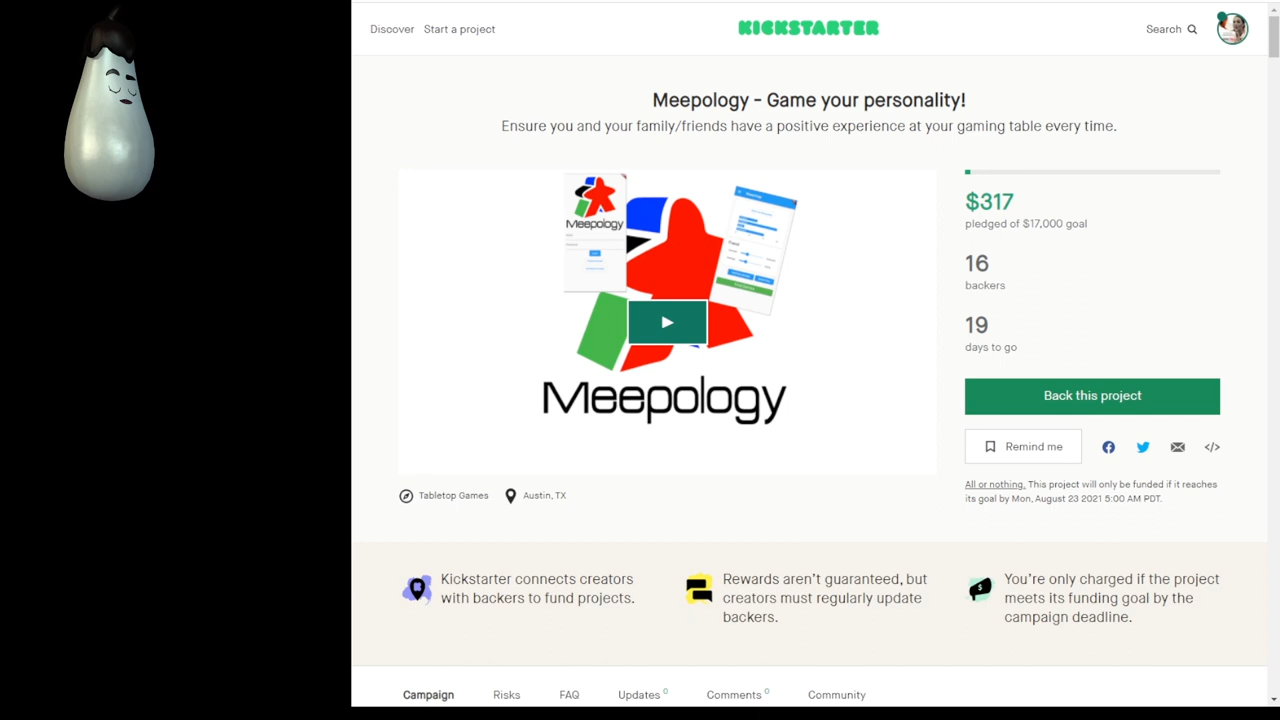 Discover Start a project
KICKSTARTER
Search
Meepology - Game your personality!
Ensure you and your family/friends have a positive experience at your gaming table every time.
Meepology
Meepology
$317
pledged of $17,000 goal
16
backers
19
days to go
Back this project
Remind me
</>
All or nothing. This project will only be funded if it reaches
its goal by Mon, August 23 2021 5:00 AM PDT.
Tabletop Games Austin, TX
Kickstarter connects creators
with backers to fund projects.
Rewards aren't guaranteed, but
creators must regularly update
backers.
You're only charged if the project
meets its funding goal by the
campaign deadline.
Campaign Risks FAQ Updates 0 Comments 0 Community